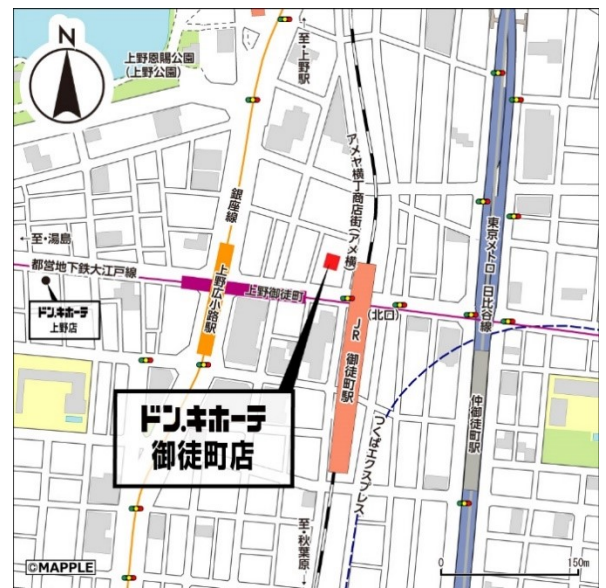 N
上野恩賜公園
(上野公園)
←至・上野駅
アメヤ横丁商店街(アメ横)
銀座線
←至・湯島
都営地下鉄大江戸線
ドン.キホーテ
上野店
上野広小路駅
上野御徒町
(北口)
JR 御徒町駅
東京メトロ 日比谷線
仲御徒町駅
つくばエクスプレス
ドン.キホーテ
御徒町店
至・秋葉原→
©MAPPLE
0 150m